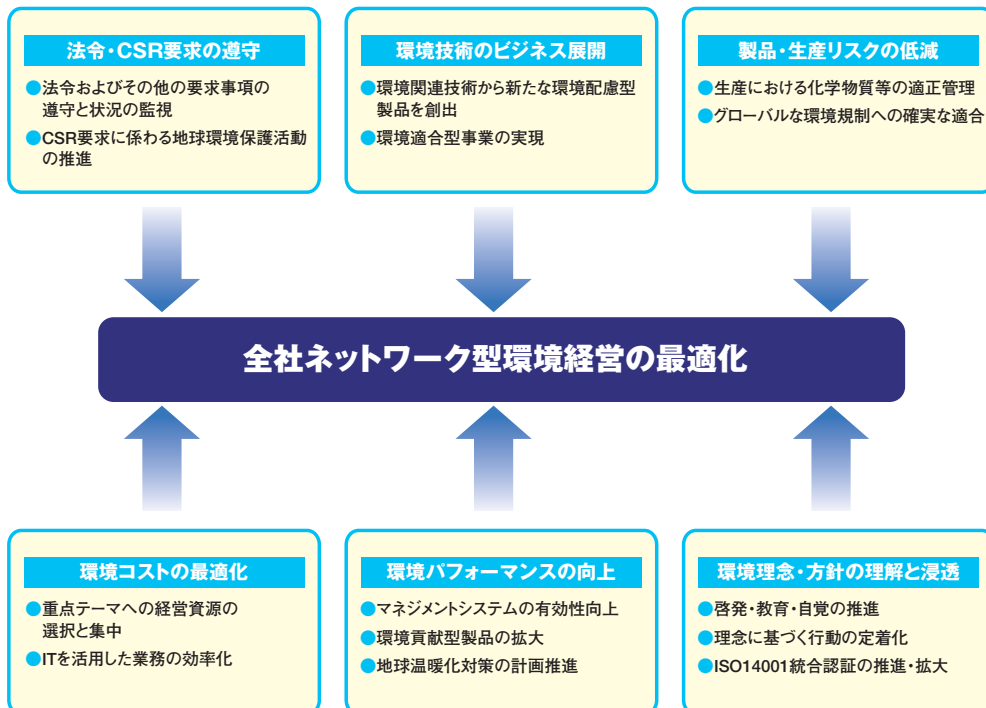 法令・CSR要求の遵守
●法令およびその他の要求事項の
遵守と状況の監視
●CSR要求に係わる地球環境保護活動
の推進
環境技術のビジネス展開
●環境関連技術から新たな環境配慮型
製品を創出
●環境適合型事業の実現
製品・生産リスクの低減
●生産における化学物質等の適正管理
●グローバルな環境規制への確実な適合
全社ネットワーク型環境経営の最適化
環境コストの最適化
●重点テーマへの経営資源の
選択と集中
●ITを活用した業務の効率化
環境パフォーマンスの向上
●マネジメントシステムの有効性向上
●環境貢献型製品の拡大
●地球温暖化対策の計画推進
環境理念・方針の理解と浸透
●啓発・教育・自覚の推進
●理念に基づく行動の定着化
●ISO14001統合認証の推進・拡大